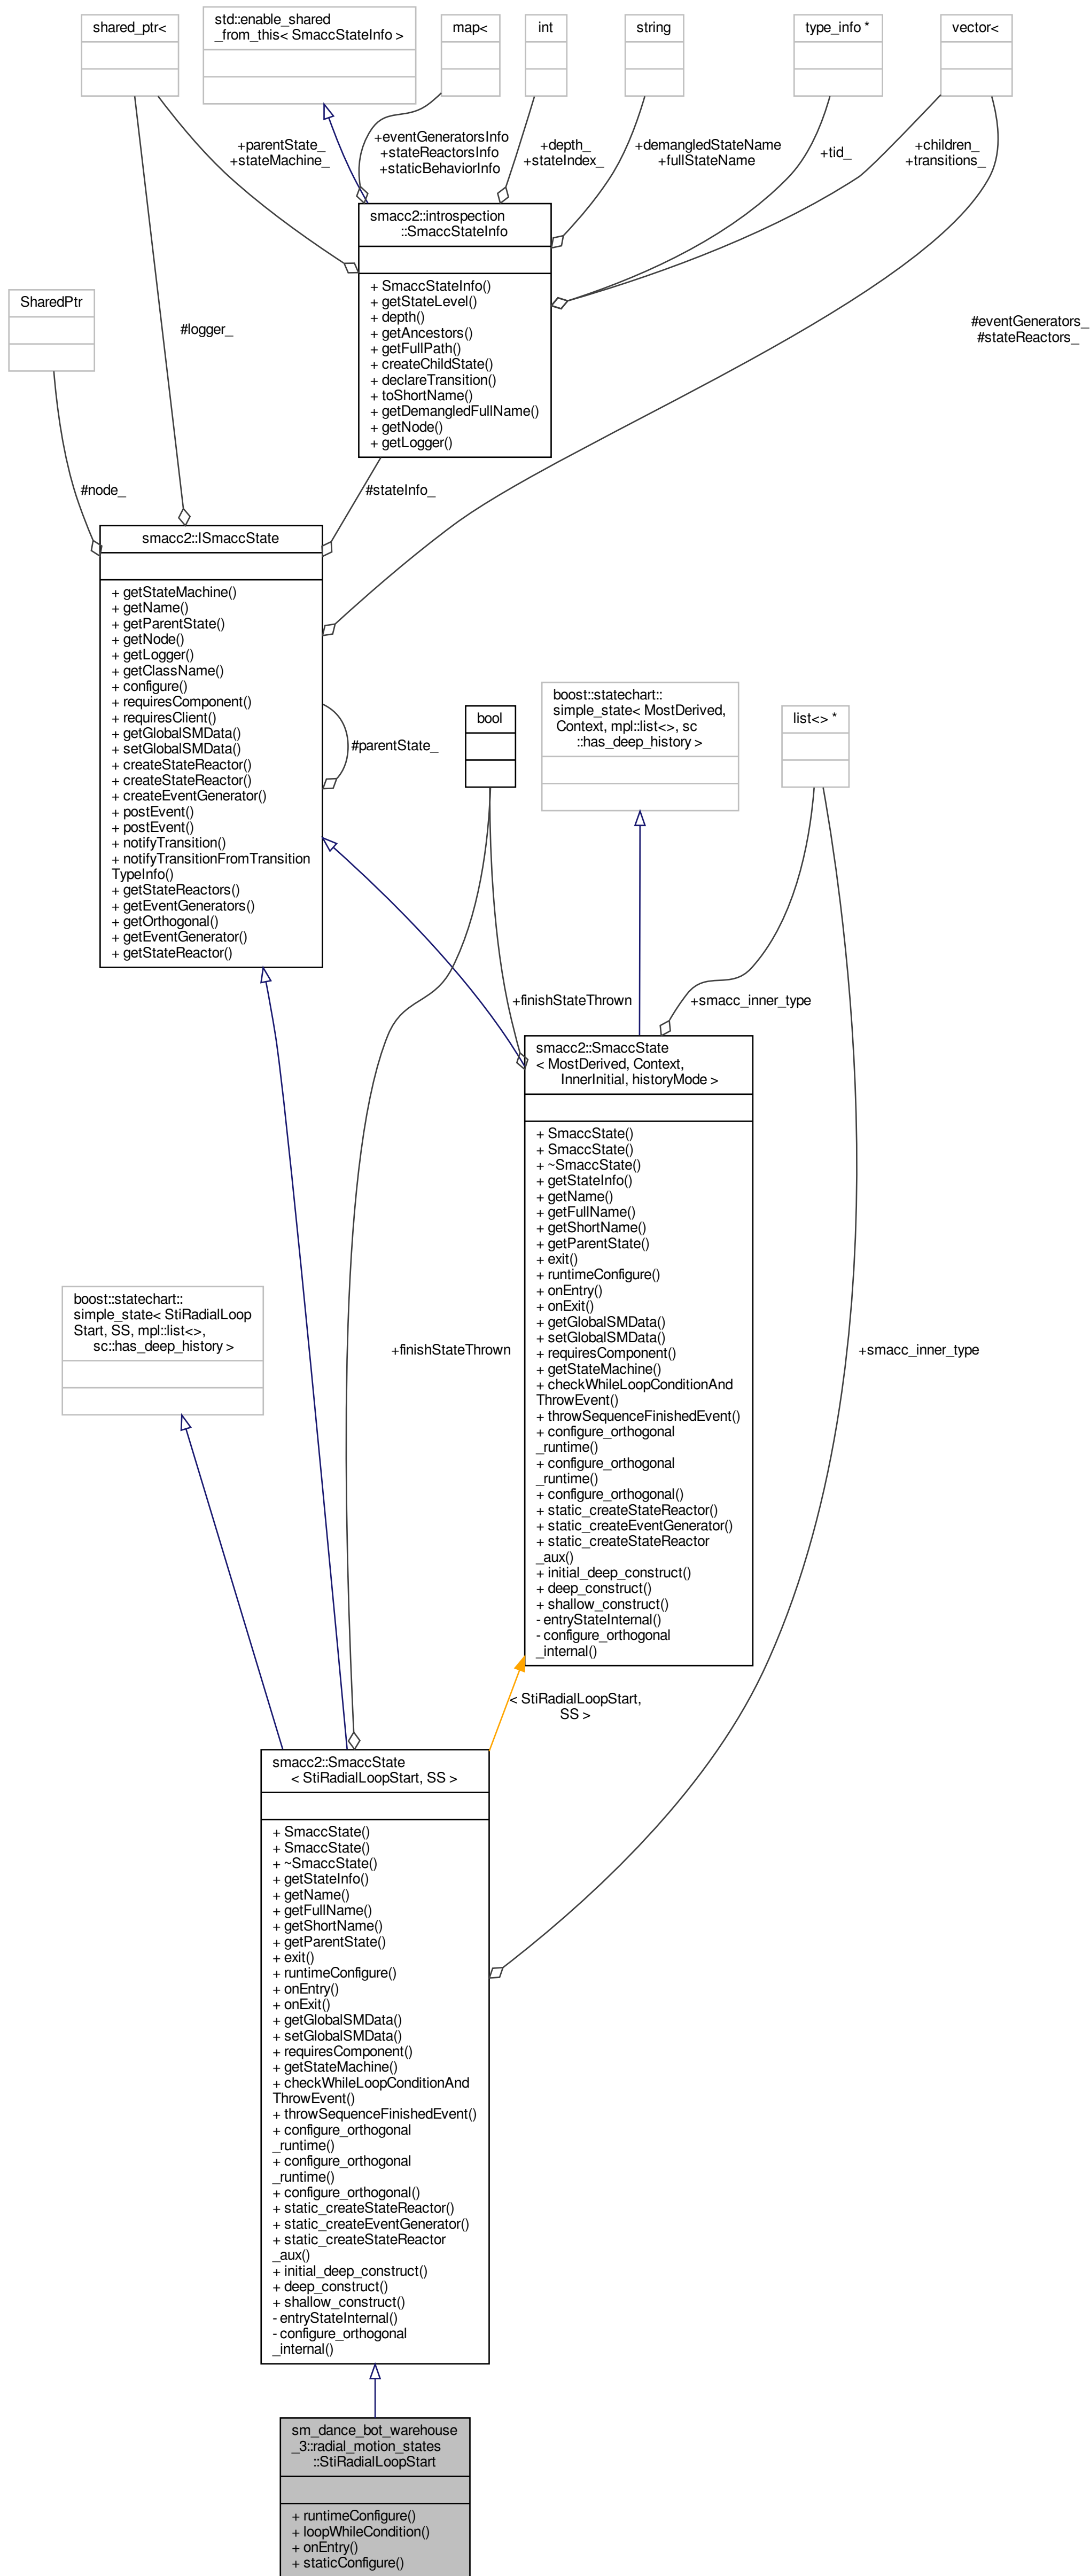 shared_ptr<
std::enable_shared
_from_this< SmaccStateInfo >
map<
int
string
type_info *
vector<
+parentState_
+stateMachine_
+eventGeneratorsInfo
+stateReactorsInfo
+staticBehaviorInfo
+depth_
+stateIndex_
+demangledStateName
+fullStateName
+tid_
+children_
+transitions_
smacc2::introspection
::SmaccStateInfo
+ SmaccStateInfo()
+ getStateLevel()
+ depth()
+ getAncestors()
+ getFullPath()
+ createChildState()
+ declareTransition()
+ toShortName()
+ getDemangledFullName()
+ getNode()
+ getLogger()
SharedPtr
#logger_
#eventGenerators_
#stateReactors_
#node_
#stateInfo_
smacc2::ISmaccState
+ getStateMachine()
+ getName()
+ getParentState()
+ getNode()
+ getLogger()
+ getClassName()
+ configure()
+ requiresComponent()
+ requiresClient()
+ getGlobalSMData()
+ setGlobalSMData()
+ createStateReactor()
+ createStateReactor()
+ createEventGenerator()
+ postEvent()
+ postEvent()
+ notifyTransition()
+ notifyTransitionFromTransition
TypeInfo()
+ getStateReactors()
+ getEventGenerators()
+ getOrthogonal()
+ getEventGenerator()
+ getStateReactor()
#parentState_
bool
boost::statechart::
simple_state< MostDerived,
Context, mpl::list<>, sc
::has_deep_history >
list<> *
+finishStateThrown
+smacc_inner_type
smacc2::SmaccState
< MostDerived, Context,
InnerInitial, historyMode >
+ SmaccState()
+ SmaccState()
+ ~SmaccState()
+ getStateInfo()
+ getName()
+ getFullName()
+ getShortName()
+ getParentState()
+ exit()
+ runtimeConfigure()
+ onEntry()
+ onExit()
+ getGlobalSMData()
+ setGlobalSMData()
+ requiresComponent()
+ getStateMachine()
+ checkWhileLoopConditionAnd
ThrowEvent()
+ throwSequenceFinishedEvent()
+ configure_orthogonal
_runtime()
+ configure_orthogonal
_runtime()
+ configure_orthogonal()
+ static_createStateReactor()
+ static_createEventGenerator()
+ static_createStateReactor
_aux()
+ initial_deep_construct()
+ deep_construct()
+ shallow_construct()
- entryStateInternal()
- configure_orthogonal
_internal()
boost::statechart::
simple_state< StiRadialLoop
Start, SS, mpl::list<>,
sc::has_deep_history >
+finishStateThrown
+smacc_inner_type
< StiRadialLoopStart,
SS >
smacc2::SmaccState
< StiRadialLoopStart, SS >
+ SmaccState()
+ SmaccState()
+ ~SmaccState()
+ getStateInfo()
+ getName()
+ getFullName()
+ getShortName()
+ getParentState()
+ exit()
+ runtimeConfigure()
+ onEntry()
+ onExit()
+ getGlobalSMData()
+ setGlobalSMData()
+ requiresComponent()
+ getStateMachine()
+ checkWhileLoopConditionAnd
ThrowEvent()
+ throwSequenceFinishedEvent()
+ configure_orthogonal
_runtime()
+ configure_orthogonal
_runtime()
+ configure_orthogonal()
+ static_createStateReactor()
+ static_createEventGenerator()
+ static_createStateReactor
_aux()
+ initial_deep_construct()
+ deep_construct()
+ shallow_construct()
- entryStateInternal()
- configure_orthogonal
_internal()
sm_dance_bot_warehouse
_3::radial_motion_states
::StiRadialLoopStart
+ runtimeConfigure()
+ loopWhileCondition()
+ onEntry()
+ staticConfigure()